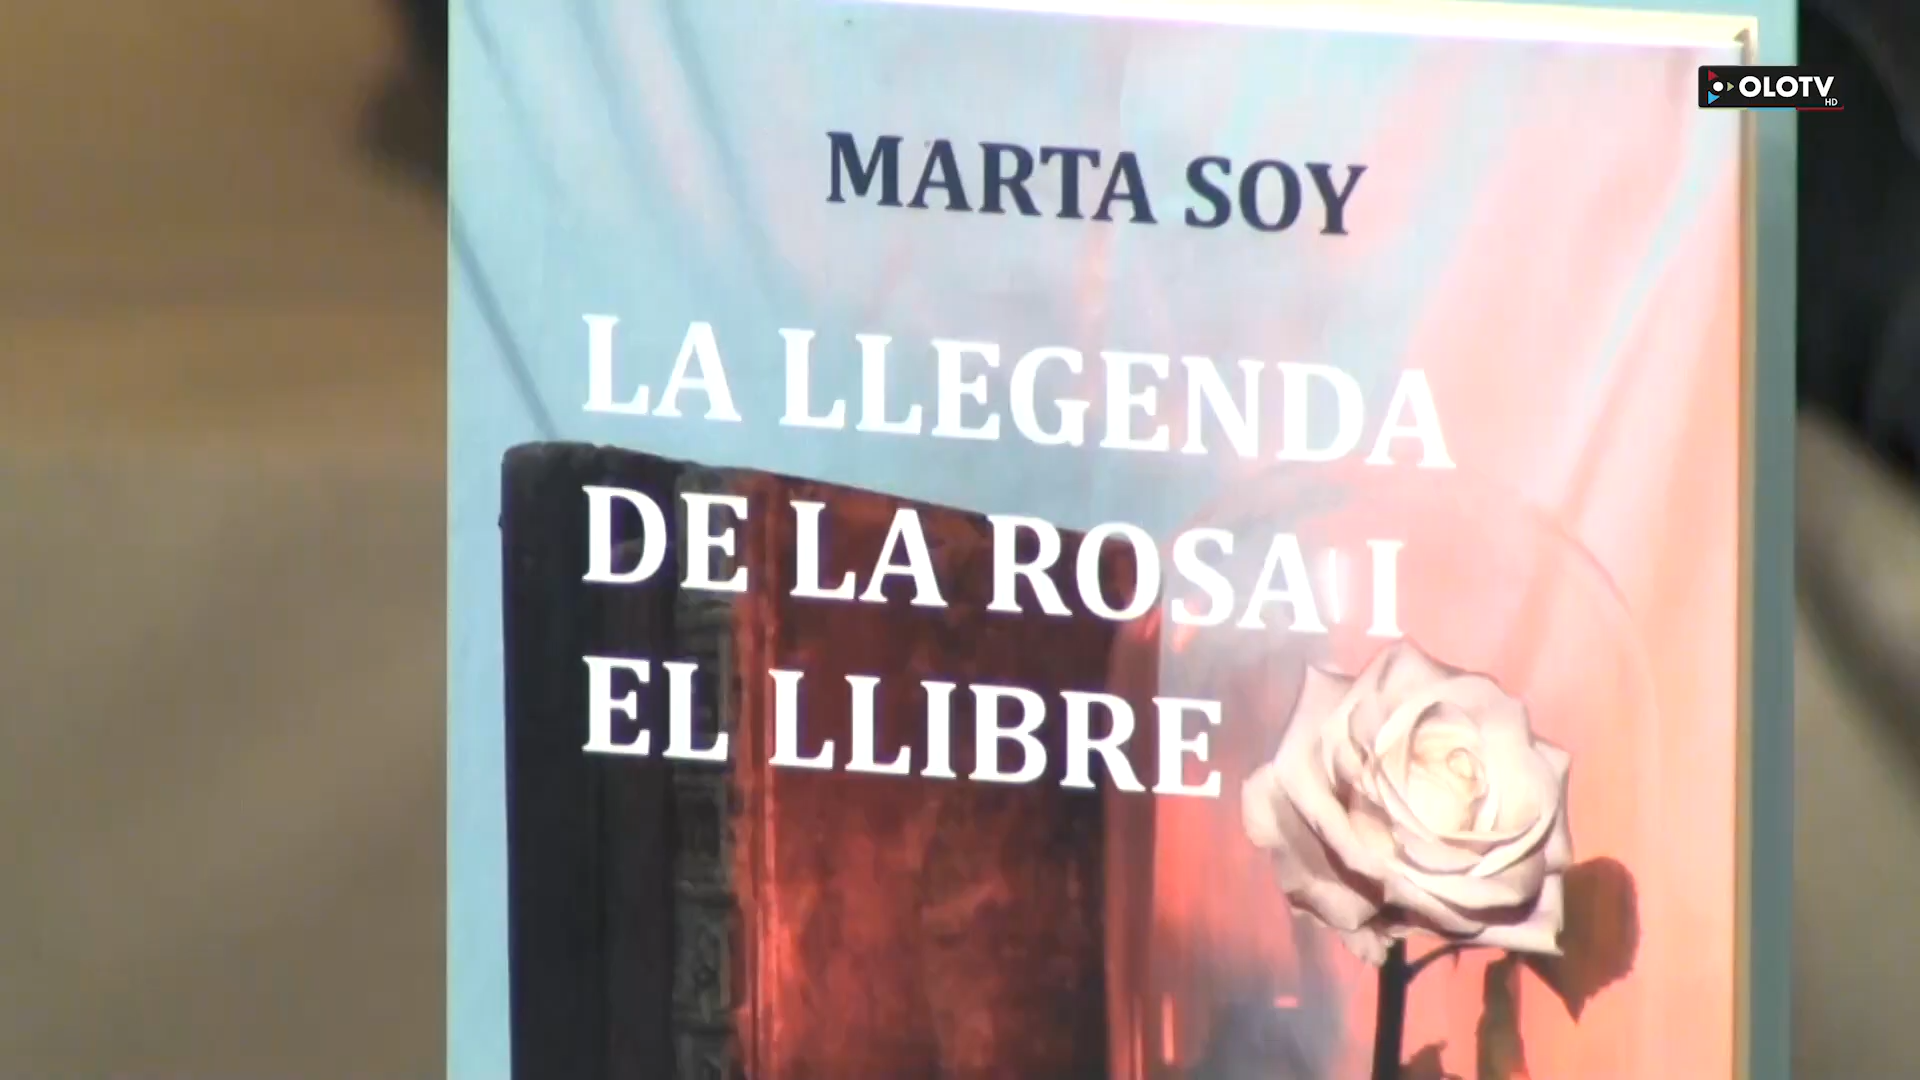 OLOTV
HD
MARTA SOY
LA LLEGENDA
DE LA ROSA I
EL LLIBRE